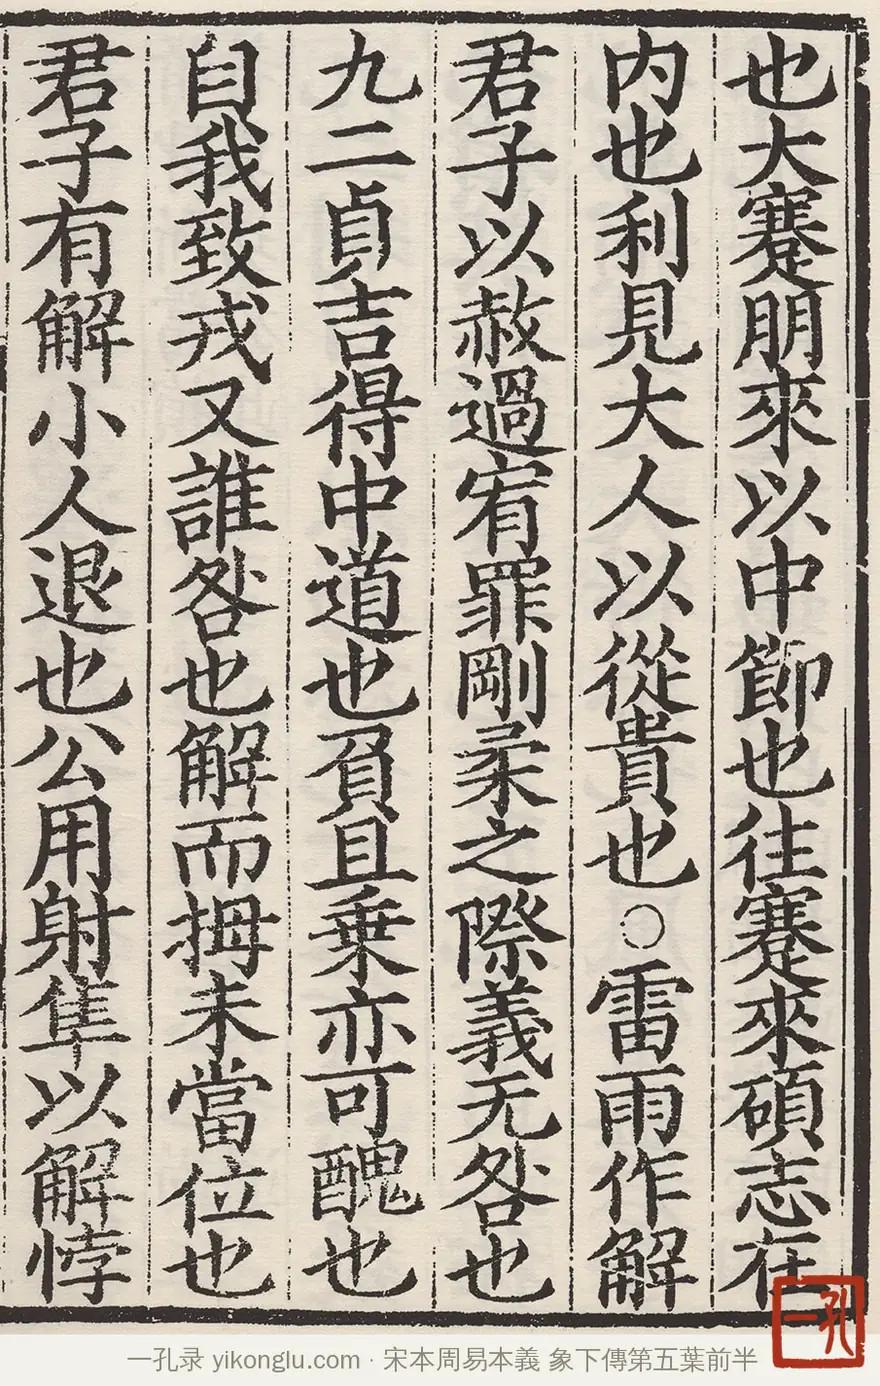 也大蹇朋來以中節也往蹇來碩志在
内也利見大人以從貴也○雷雨作解
君子以赦過宥罪剛柔之際義无咎也
九二貞吉得中道也負且乗亦可醜也
自我致戎又誰咎也解而拇未當位也
君子有解小人退也公用射隼以解悖
一孔
一孔录 yikonglu.com · 宋本周易本義 象下傳第五葉前半